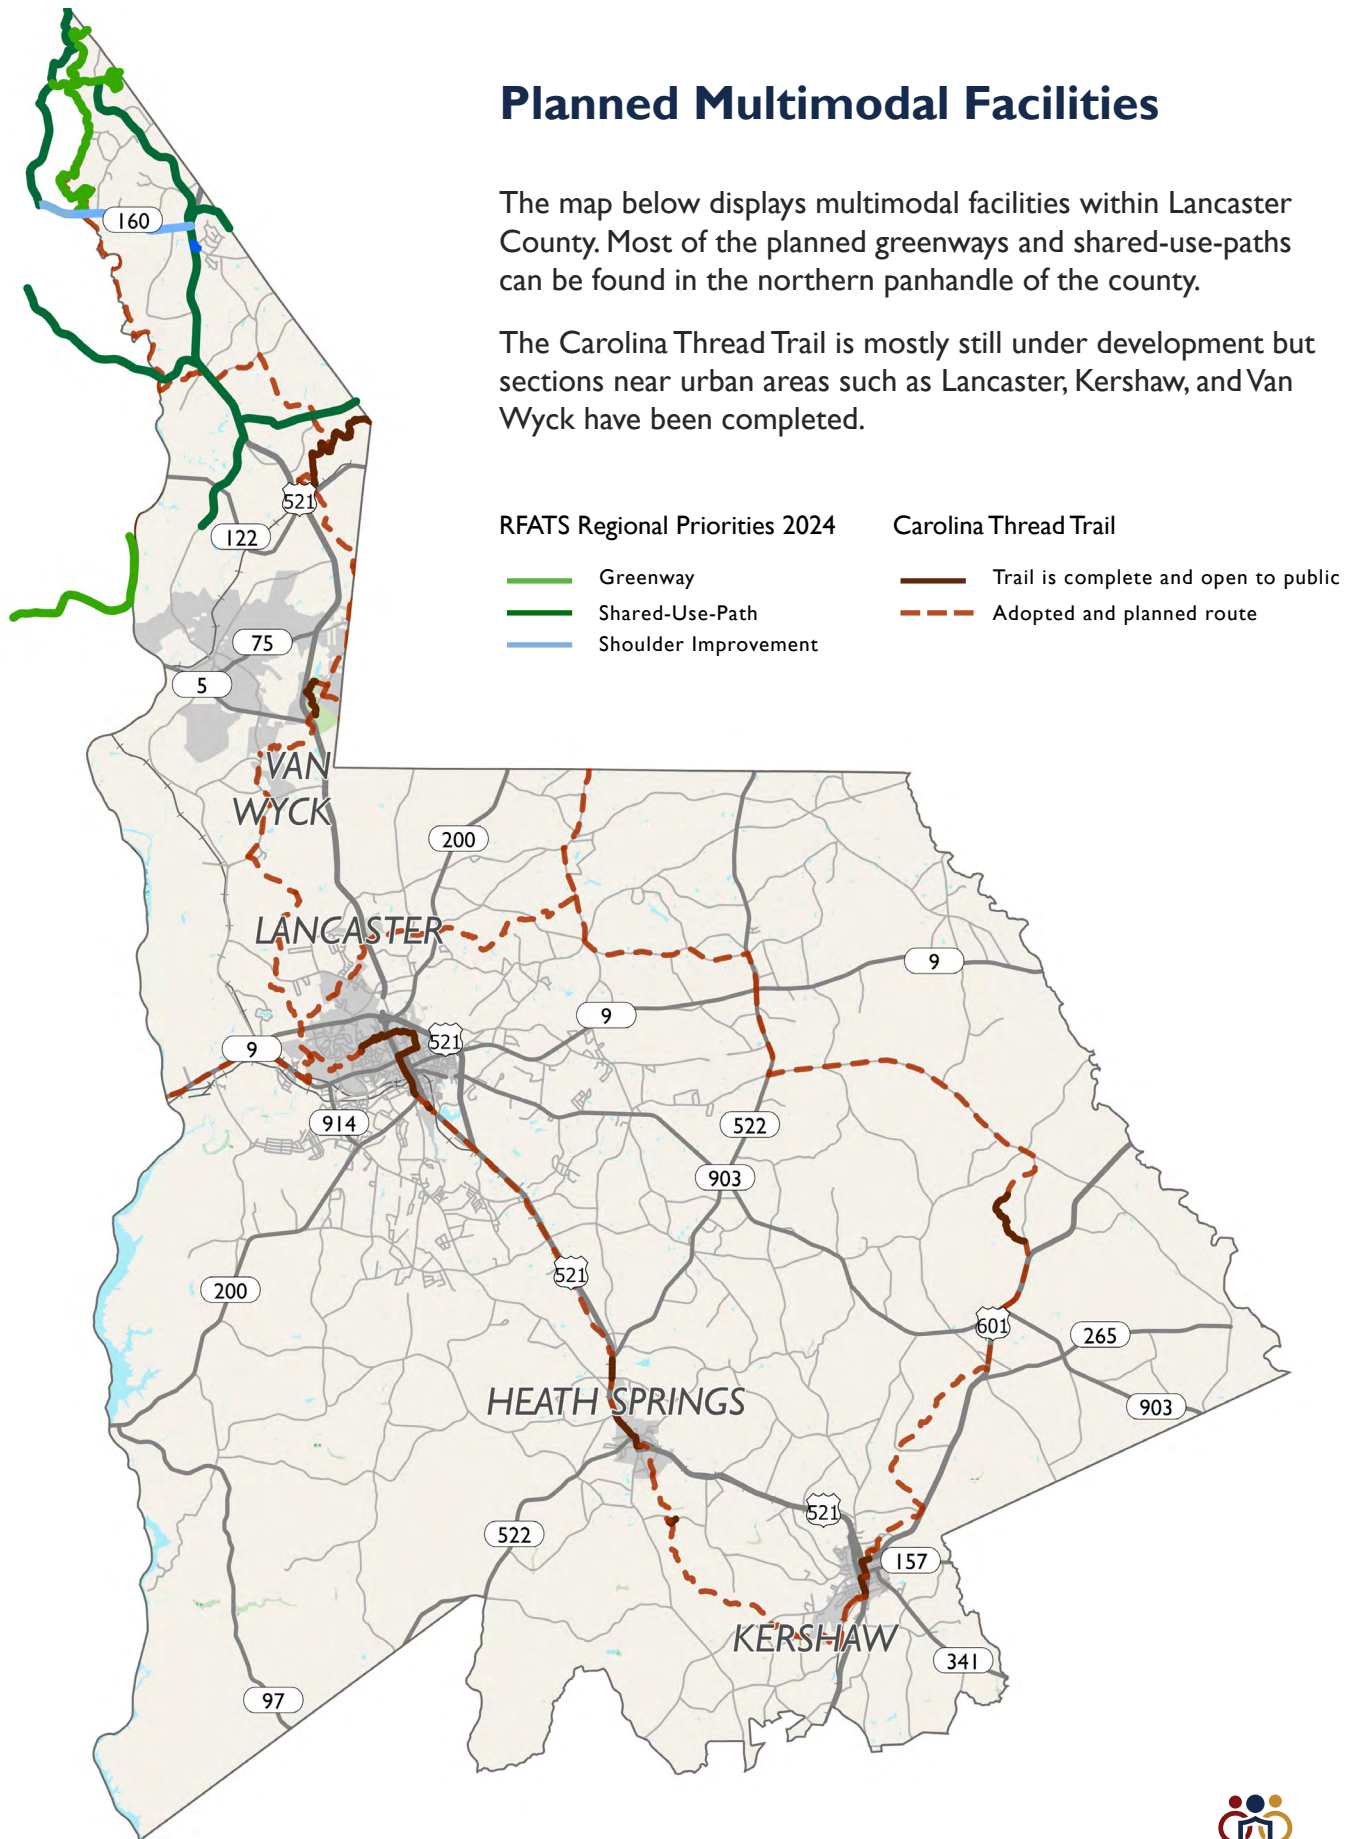 Planned Multimodal Facilities
The map below displays multimodal facilities within Lancaster
County. Most of the planned greenways and shared-use-paths
can be found in the northern panhandle of the county.
The Carolina Thread Trail is mostly still under development but
sections near urban areas such as Lancaster, Kershaw, and Van
Wyck have been completed.
RFATS Regional Priorities 2024
Greenway
Shared-Use-Path
Shoulder Improvement
Carolina Thread Trail
Trail is complete and open to public
Adopted and planned route
160
521
122
75
5
VAN
WYCK
200
LANCASTER
9
9
521
9
914
522
903
521
200
601
265
HEATH SPRINGS
903
521
522
157
KERSHAW
341
97